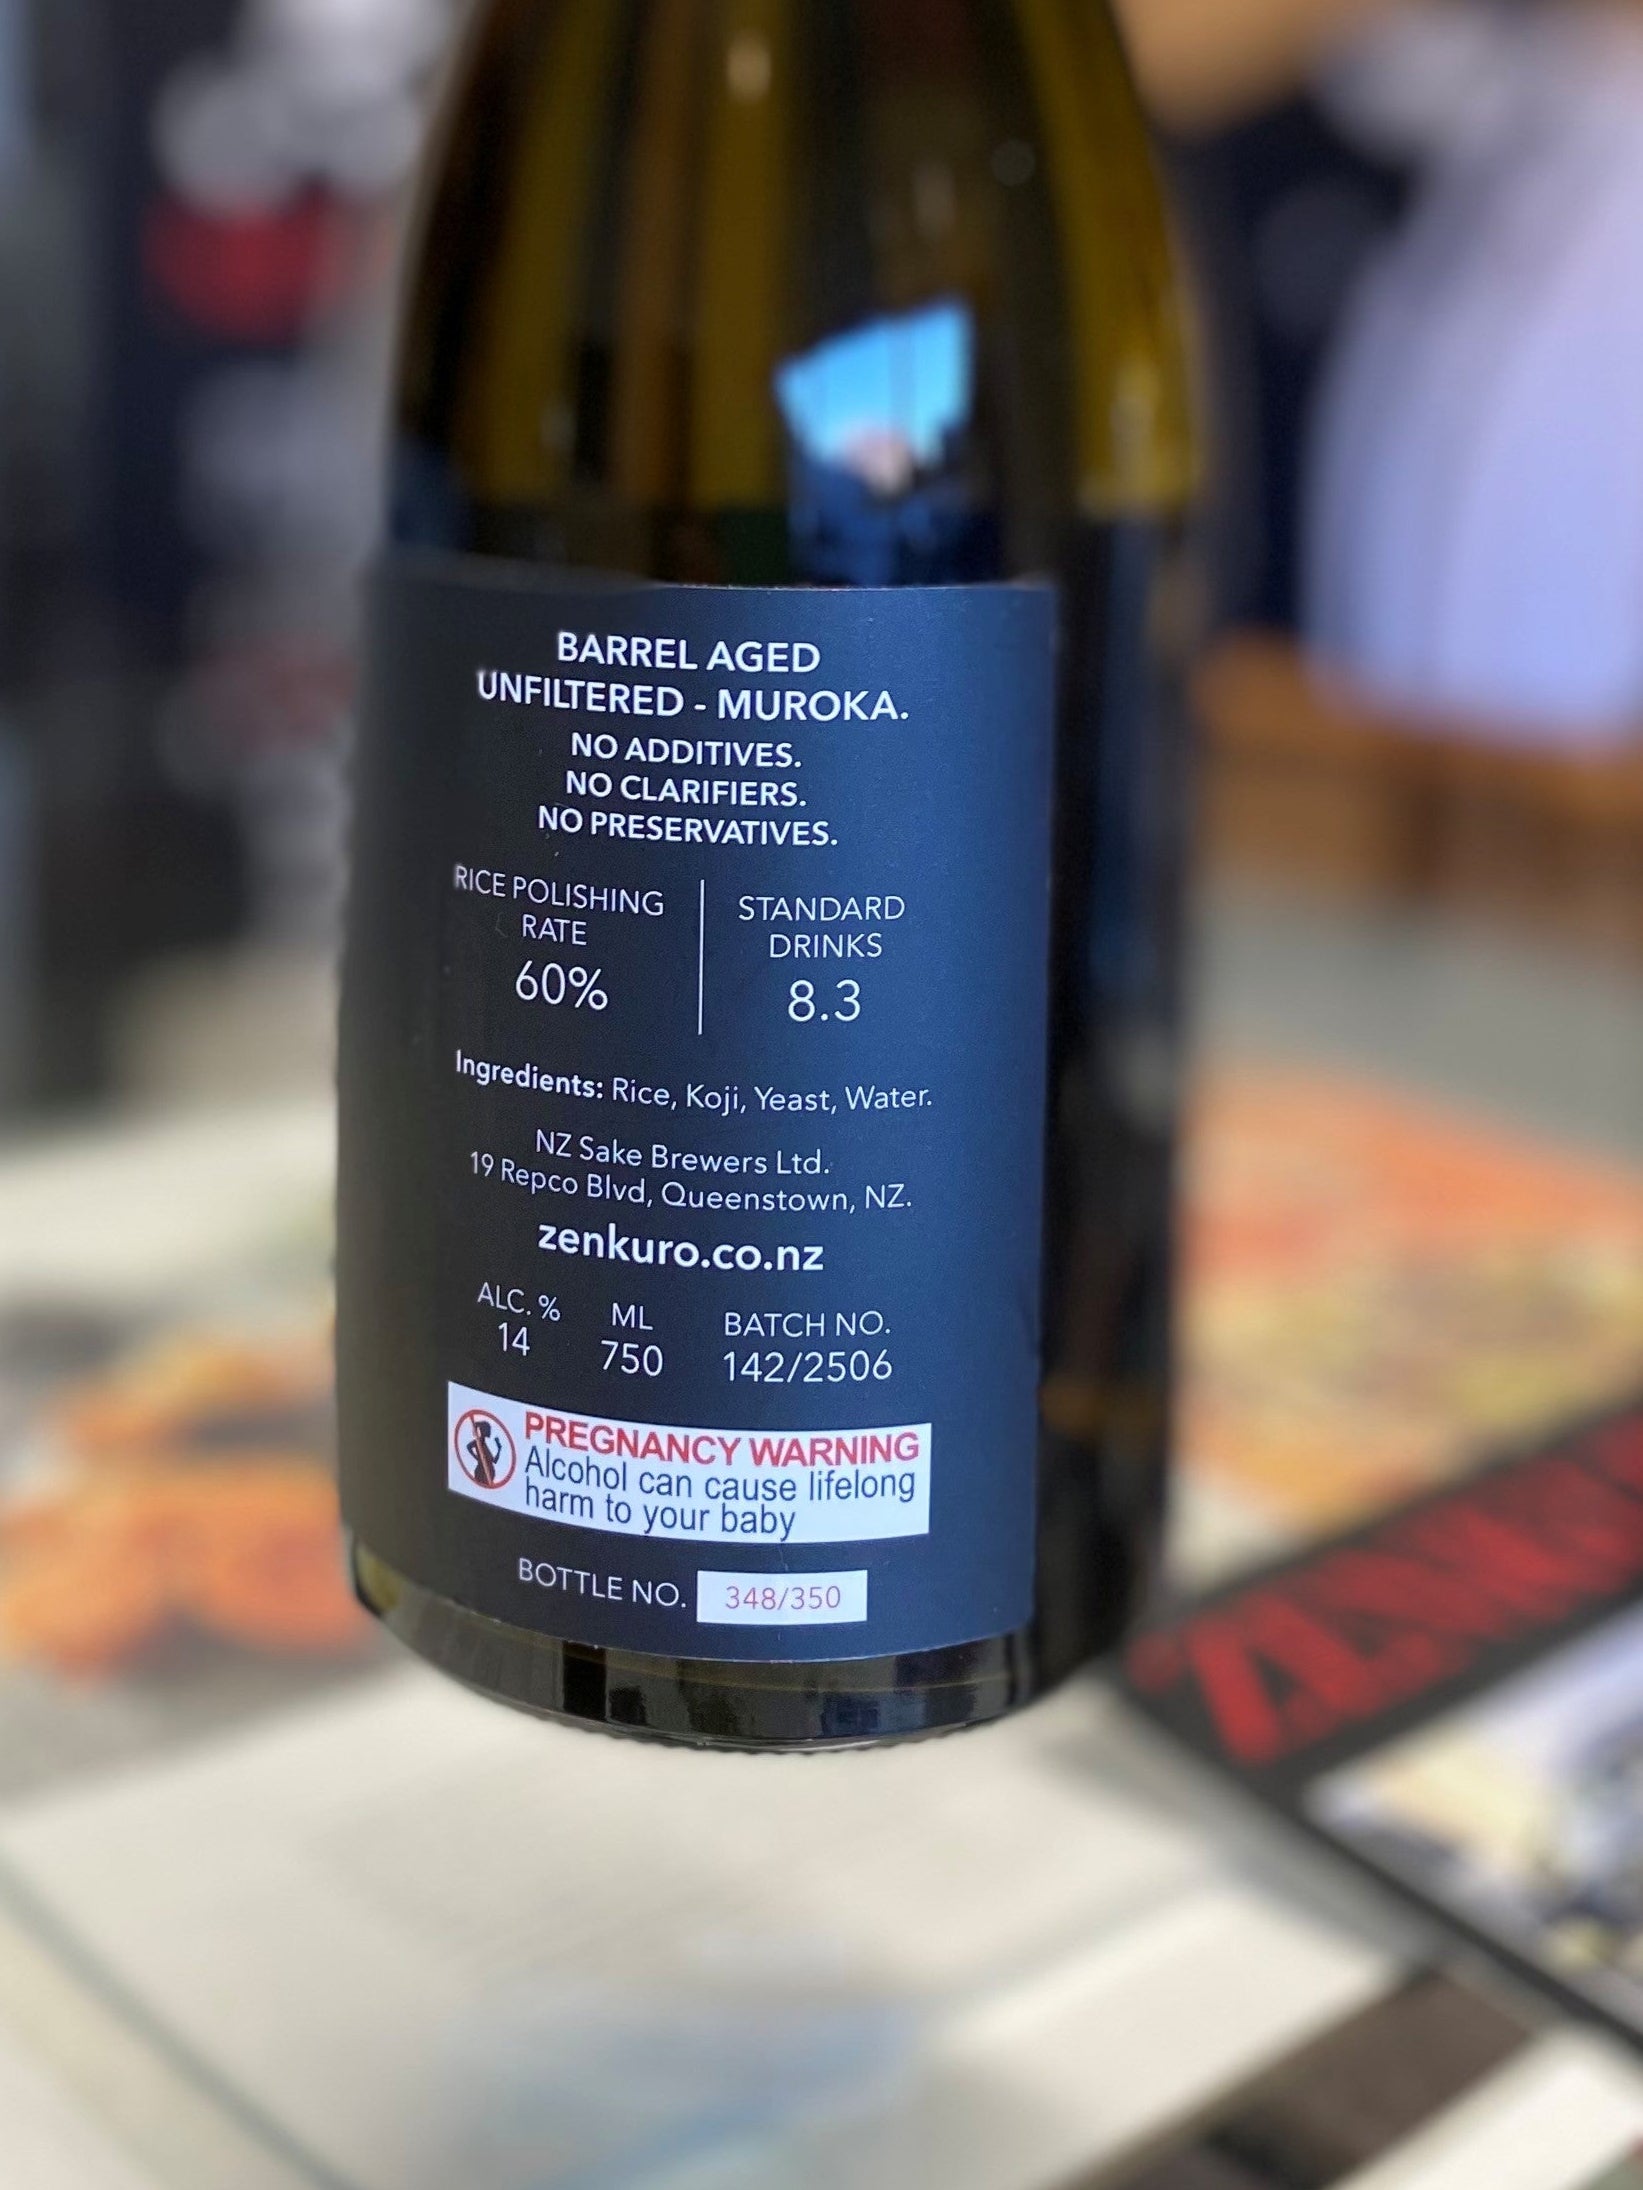 BARREL AGED
UNFILTERED - MUROKA.
NO ADDITIVES.
NO CLARIFIERS.
NO PRESERVATIVES.
RICE POLISHING
RATE
60%
STANDARD
DRINKS
8.3
Ingredients: Rice, Koji, Yeast, Water.
NZ Sake Brewers Ltd.
19 Repco Blvd, Queenstown, NZ.
zenkuro.co.nz
ALC. % ML BATCH NO.
14 750 142/2506
PREGNANCY WARNING
Alcohol can cause lifelong
harm to your baby
BOTTLE NO. 348/350